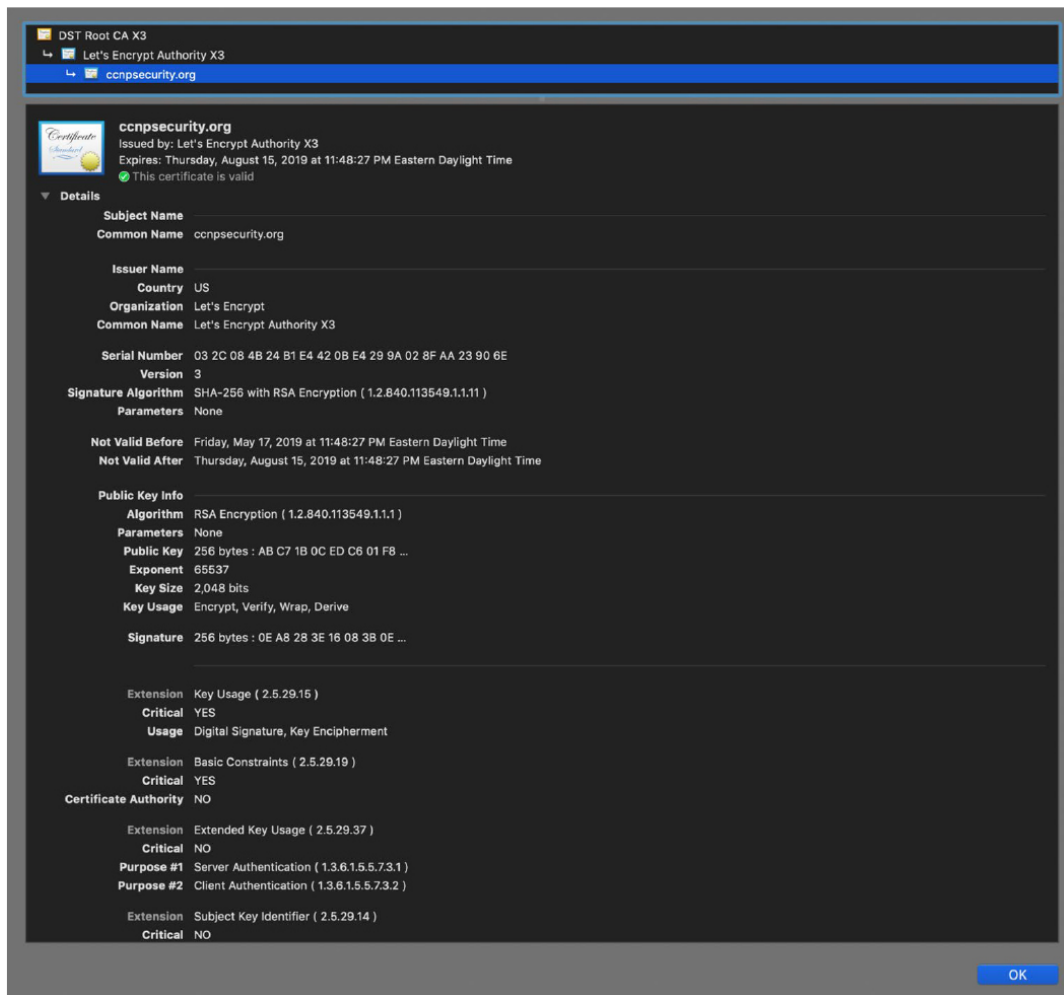 DST Root CA X3
↳ Let's Encrypt Authority X3
↳ ccnpsecurity.org
Certificate
Standard
ccnpsecurity.org
Issued by: Let's Encrypt Authority X3
Expires: Thursday, August 15, 2019 at 11:48:27 PM Eastern Daylight Time
This certificate is valid
Details
Subject Name
Common Name ccnpsecurity.org
Issuer Name
Country US
Organization Let's Encrypt
Common Name Let's Encrypt Authority X3
Serial Number 03 2C 08 4B 24 B1 E4 42 0B E4 29 9A 02 8F AA 23 90 6E
Version 3
Signature Algorithm SHA-256 with RSA Encryption ( 1.2.840.113549.1.1.11 )
Parameters None
Not Valid Before Friday, May 17, 2019 at 11:48:27 PM Eastern Daylight Time
Not Valid After Thursday, August 15, 2019 at 11:48:27 PM Eastern Daylight Time
Public Key Info
Algorithm RSA Encryption ( 1.2.840.113549.1.1.1 )
Parameters None
Public Key 256 bytes : AB C7 1B 0C ED C6 01 F8 ...
Exponent 65537
Key Size 2,048 bits
Key Usage Encrypt, Verify, Wrap, Derive
Signature 256 bytes : 0E A8 28 3E 16 08 3B 0E ...
Extension Key Usage ( 2.5.29.15 )
Critical YES
Usage Digital Signature, Key Encipherment
Extension Basic Constraints ( 2.5.29.19 )
Critical YES
Certificate Authority NO
Extension Extended Key Usage ( 2.5.29.37 )
Critical NO
Purpose #1 Server Authentication ( 1.3.6.1.5.5.7.3.1 )
Purpose #2 Client Authentication ( 1.3.6.1.5.5.7.3.2 )
Extension Subject Key Identifier ( 2.5.29.14 )
Critical NO
OK